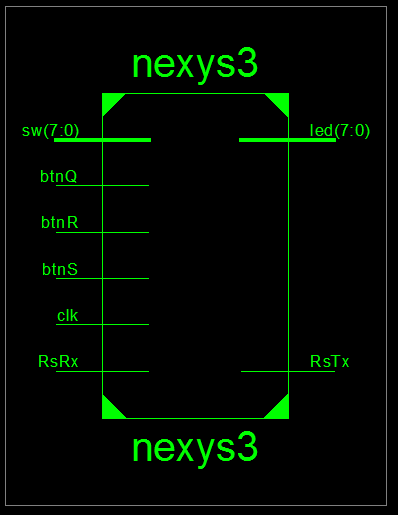 nexys3
sw(7:0) led(7:0)
btnQ
btnR
btnS
clk
RsRx RsTx
nexys3